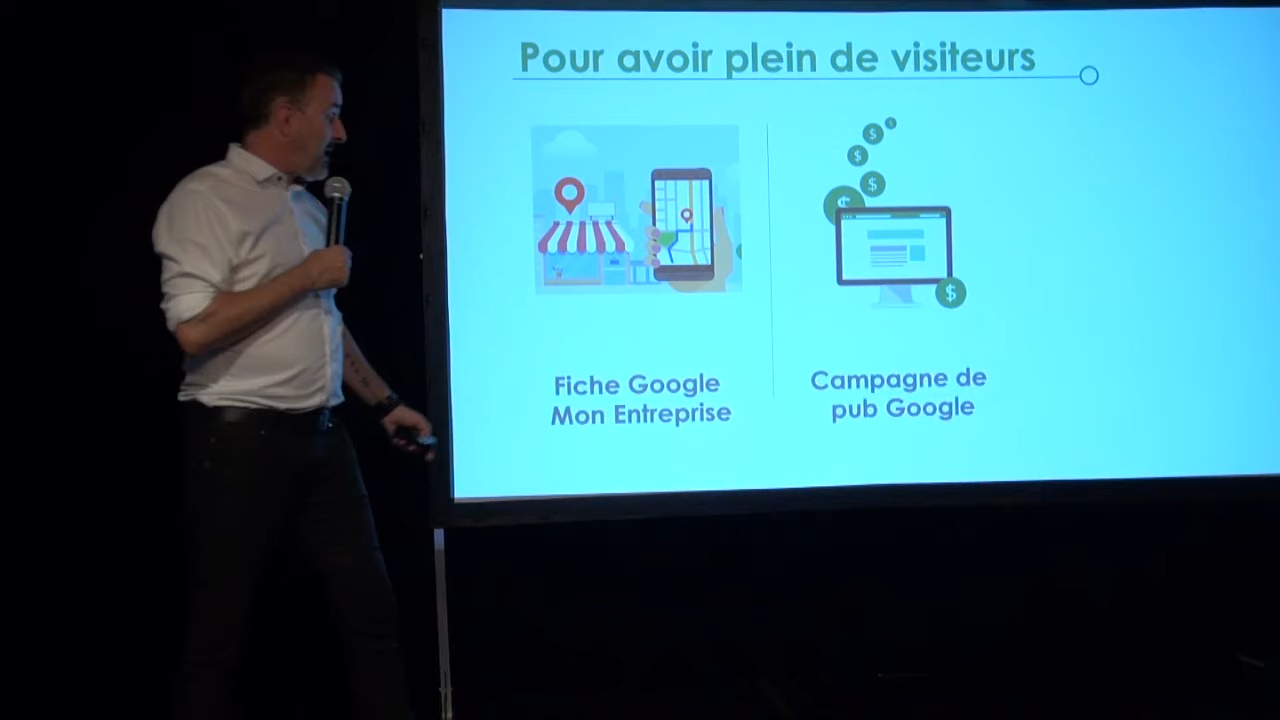 Pour avoir plein de visiteurs
$
$
$
$
$
$
Fiche Google
Mon Entreprise
Campagne de
pub Google